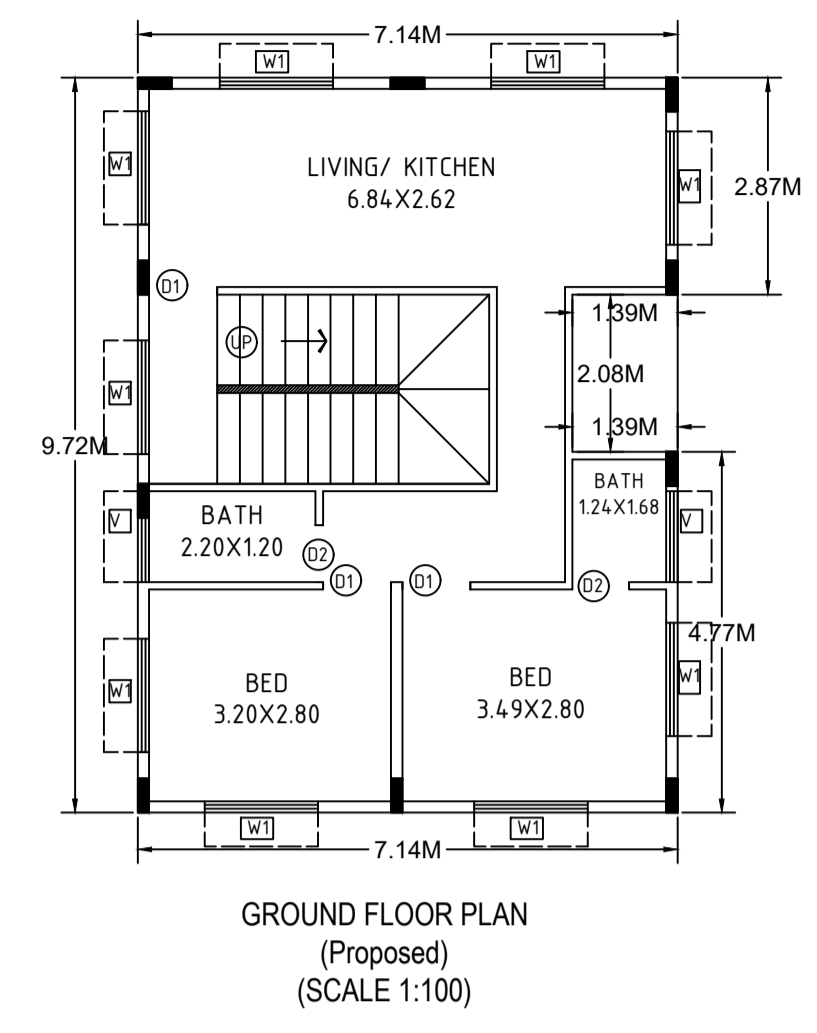 7.14M
W1
W1
W1
LIVING/ KITCHEN
6.84X2.62
W1
2.87M
D1
1.39M
UP
2.08M
W1
1.39M
9.72M
BATH
1.24X1.68
V
BATH
2.20X1.20
V
D2
D1
D1
D2
4.77M
W1
BED
3.20X2.80
BED
3.49X2.80
W1
W1
W1
7.14M
GROUND FLOOR PLAN
(Proposed)
(SCALE 1:100)